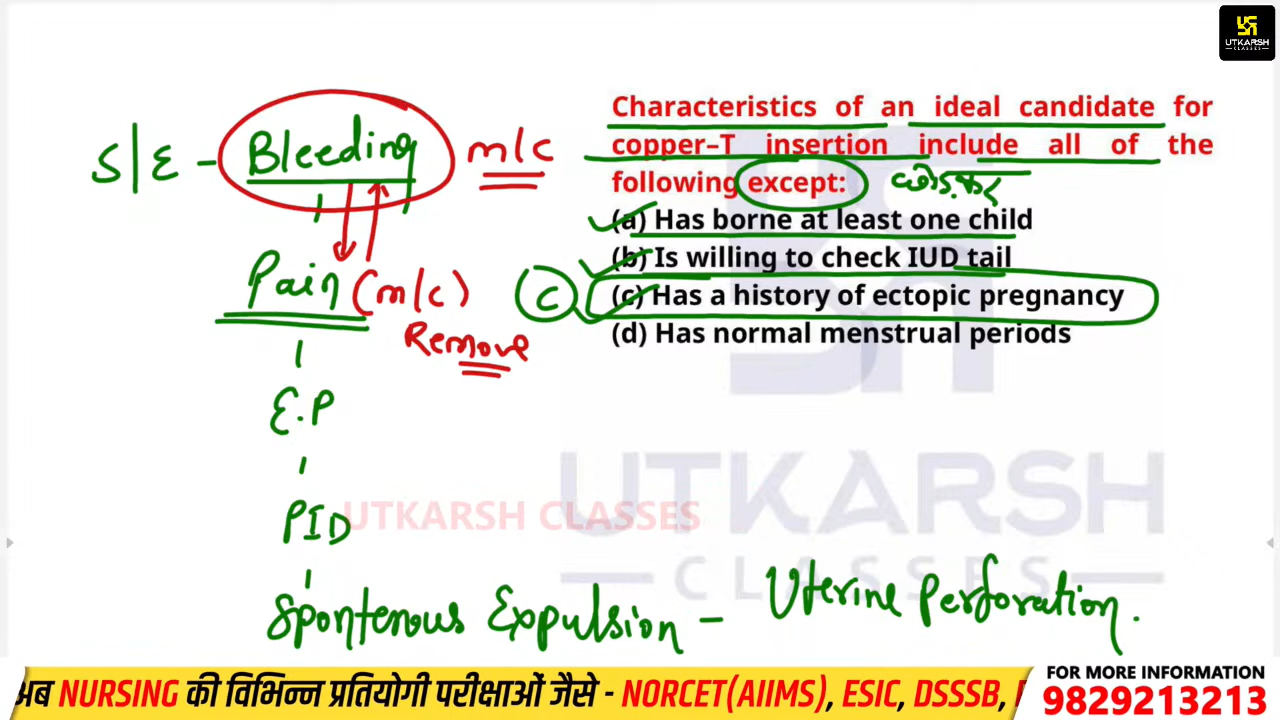 UTKARSH
CLASSES
S/E - Bleeding m/c
Pain (m/c)
Remove
E.P
PID
Spontenous Expulsion - Uterine Perforation.
Characteristics of an ideal candidate for
copper–T insertion include all of the
following except:
(a) Has borne at least one child
(b) Is willing to check IUD tail
(c) (c) Has a history of ectopic pregnancy
(d) Has normal menstrual periods
UTKARSH CLASSES
UTKARSH
CLASSES
अब NURSING की विभिन्न प्रतियोगी परीक्षाओं जैसे - NORCET(AIIMS), ESIC, DSSSB,
FOR MORE INFORMATION
9829213213